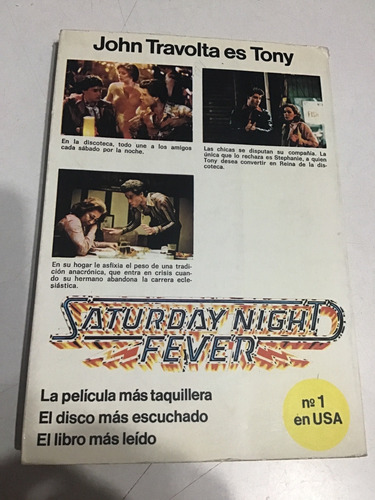 John Travolta es Tony
En la discoteca, todo une a los amigos
cada sábado por la noche.
Las chicas se disputan su compañía. La
única que lo rechaza es Stephanie, a quien
Tony desea convertir en Reina de la dis-
coteca.
En su hogar le asfixia el peso de una tradi-
ción anacrónica, que entra en crisis cuan-
do su hermano abandona la carrera ecle-
siástica.
SATURDAY NIGHT
FEVER
La película más taquillera
El disco más escuchado
El libro más leído
nº 1
en USA